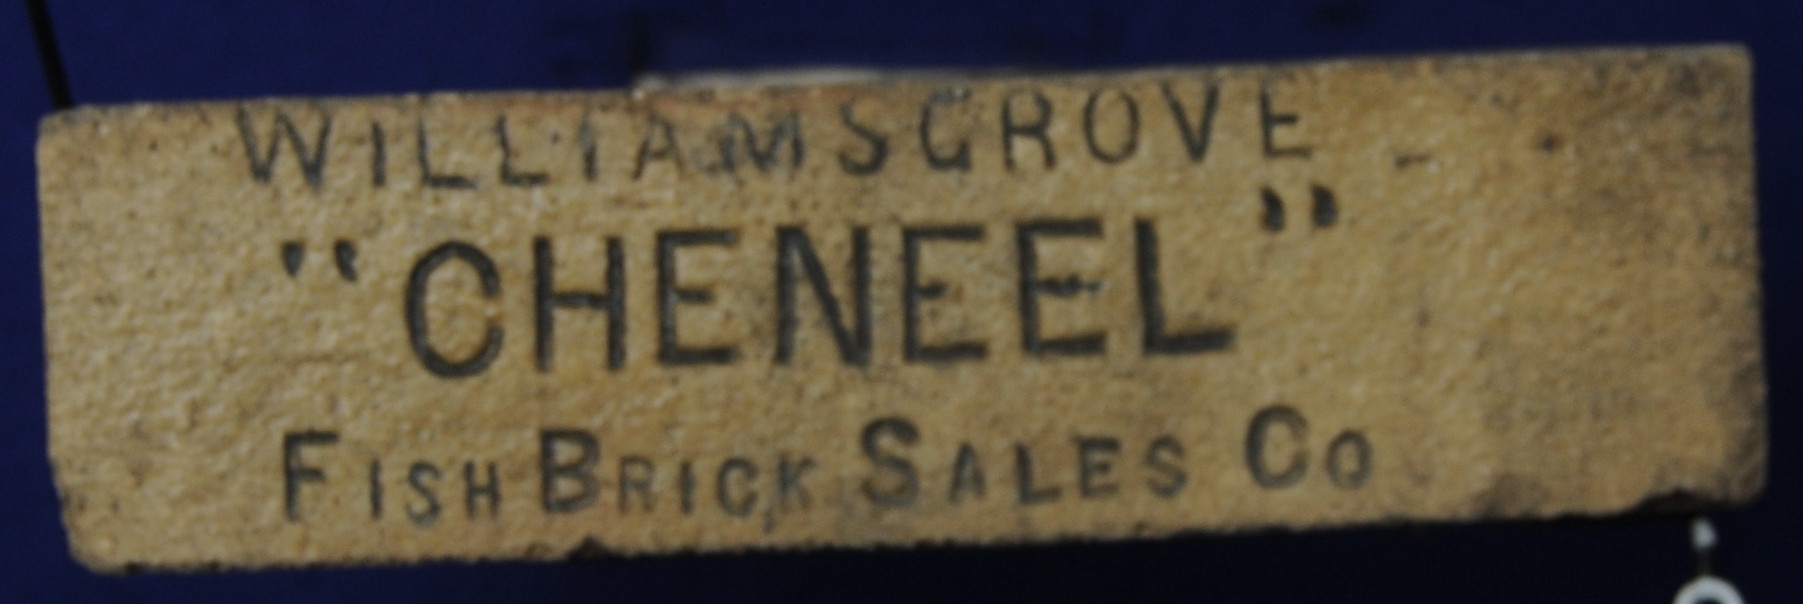 WILLIAMSGROVE
"CHENEEL"
FISH BRICK SALES CO